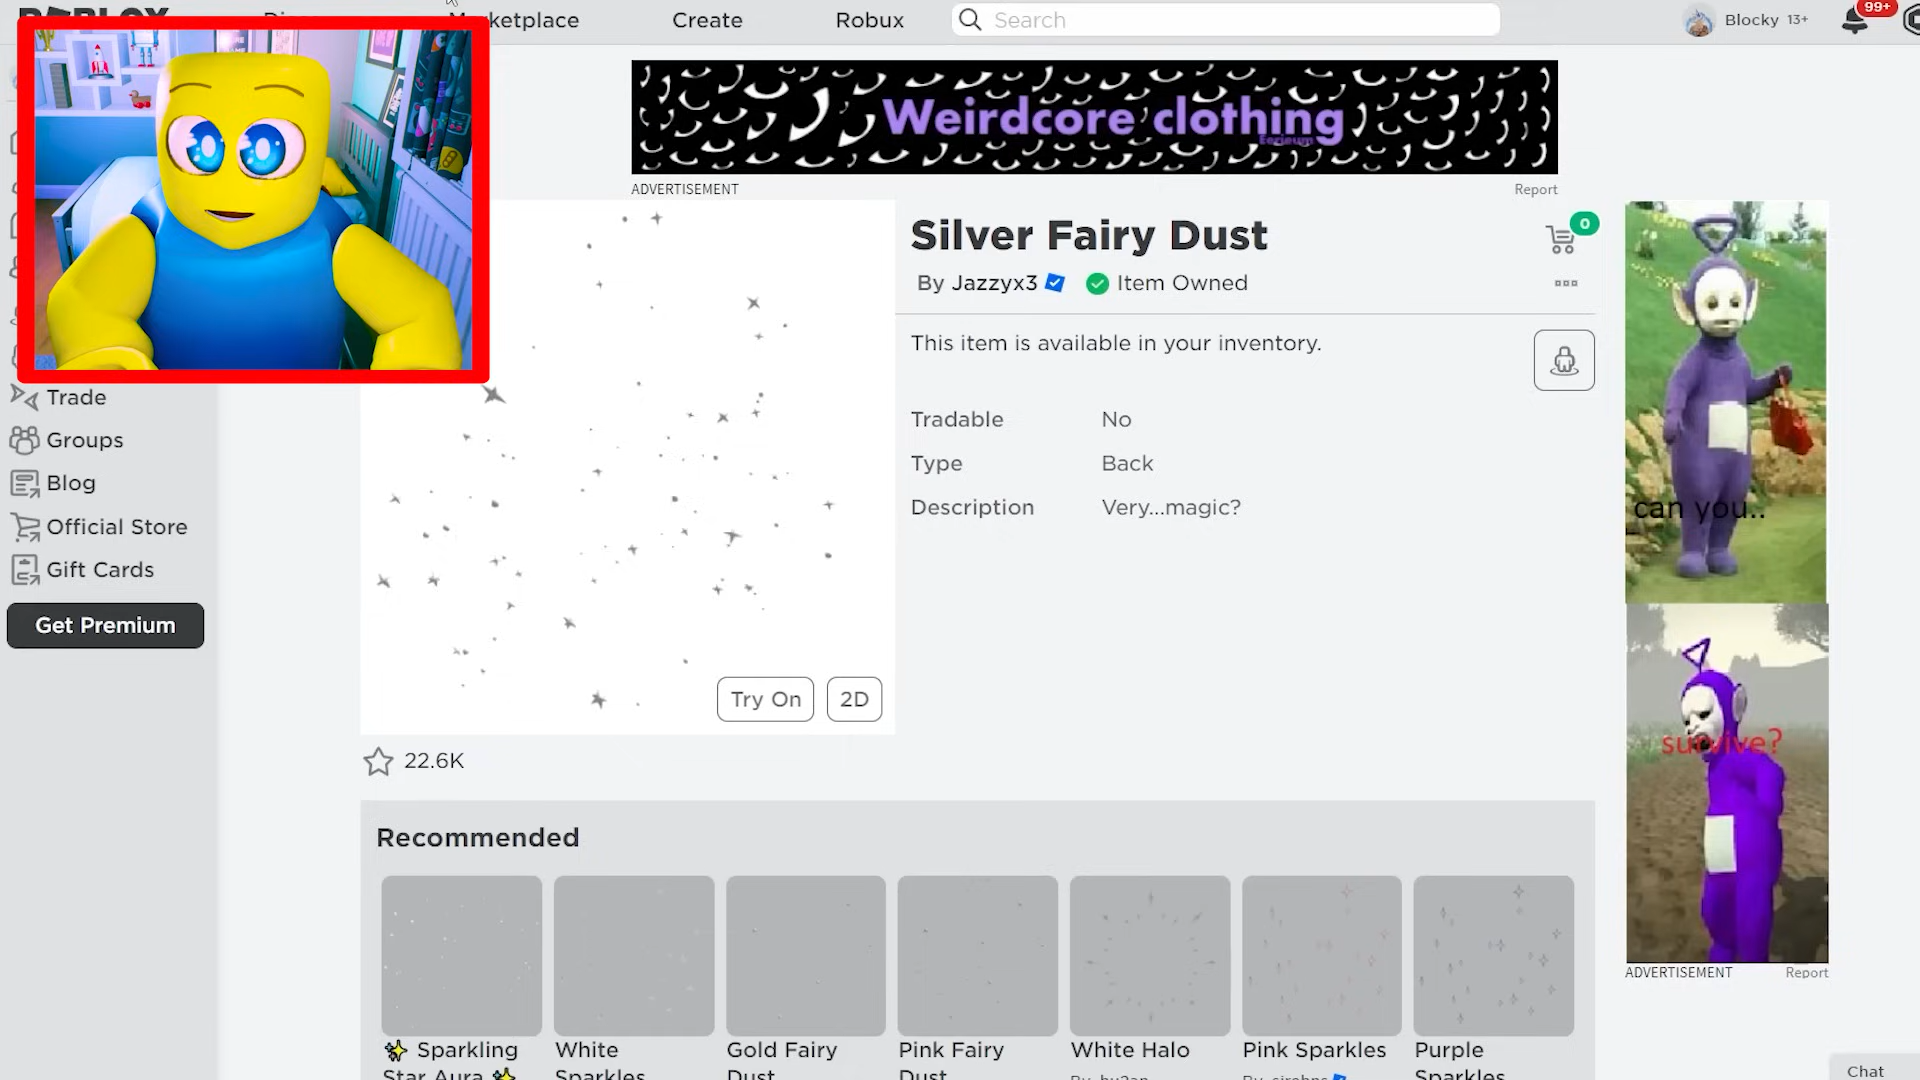 ROBLOX
Marketplace
Create
Robux
Search
Blocky 13+
99+
Weirdcore clothing
ADVERTISEMENT
Report
Silver Fairy Dust
0
By Jazzyx3
Item Owned
This item is available in your inventory.
Tradable No
Type Back
Description Very...magic?
can you..
survive?
ADVERTISEMENT
Report
Trade
Groups
Blog
Official Store
Gift Cards
Get Premium
Try On
2D
22.6K
Recommended
✨ Sparkling
Star Aura ✨
White
Sparkles
Gold Fairy
Dust
Pink Fairy
Dust
White Halo
Pink Sparkles
Purple
Sparkles
Chat